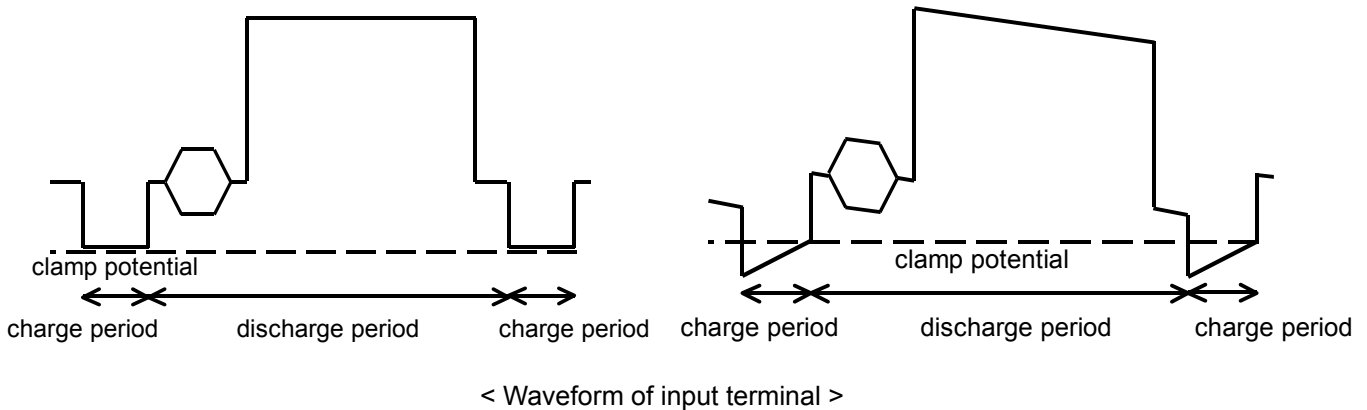 clamp potential
clamp potential
charge period discharge period charge period
charge period discharge period charge period
< Waveform of input terminal >